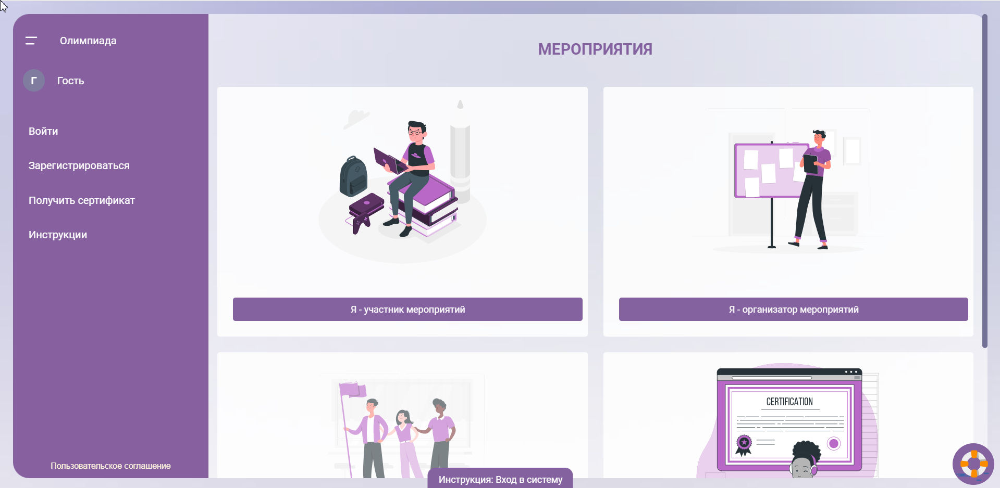 Олимпиада
Г
Гость
Войти
Зарегистрироваться
Получить сертификат
Инструкции
Пользовательское соглашение
МЕРОПРИЯТИЯ
Я - участник мероприятий
Я - организатор мероприятий
CERTIFICATION
Инструкция: Вход в систему